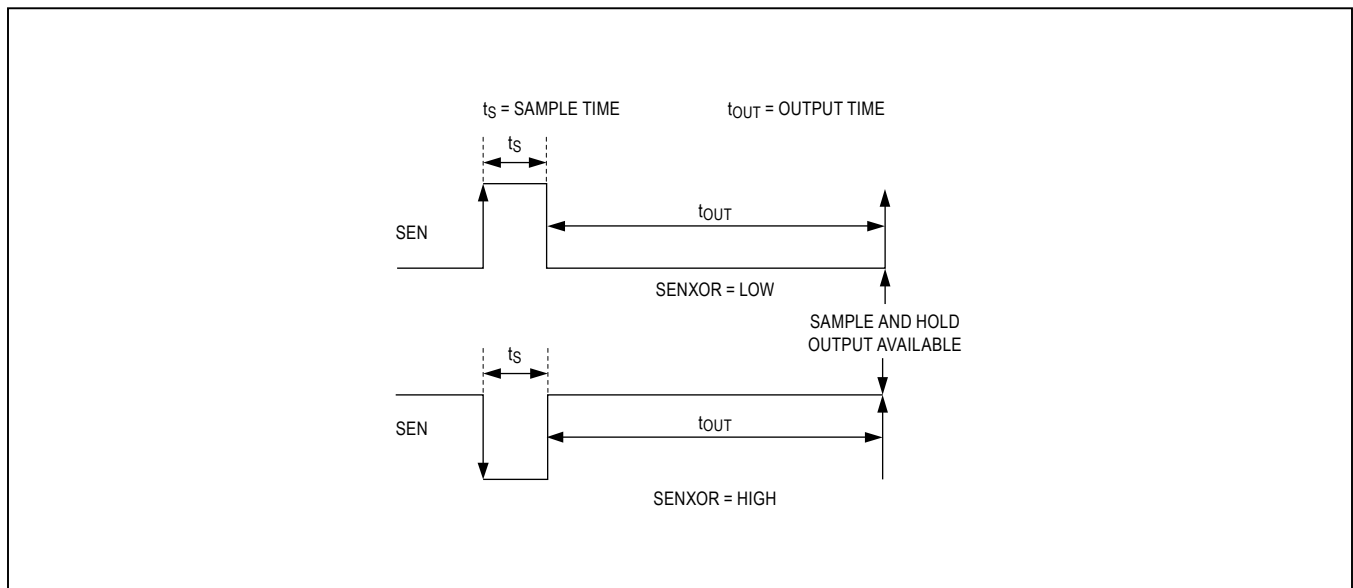 tS = SAMPLE TIME
tOUT = OUTPUT TIME
tS
SEN
tOUT
SENXOR = LOW
SAMPLE AND HOLD
OUTPUT AVAILABLE
tS
SEN
tOUT
SENXOR = HIGH